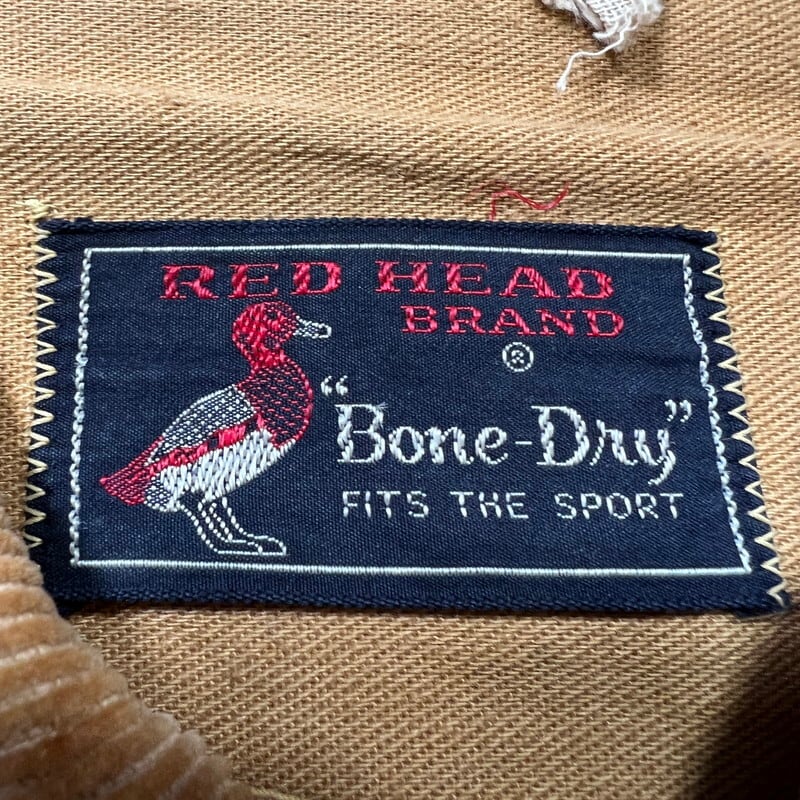 RED HEAD
BRAND
®
"Bone-Dry"
FITS THE SPORT